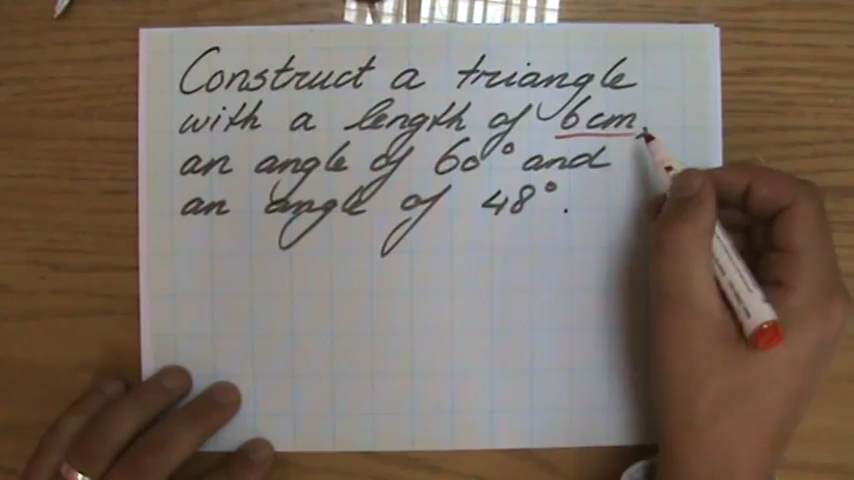 Construct a triangle
with a length of 6cm,
an angle of 60° and
an angle of 48°.